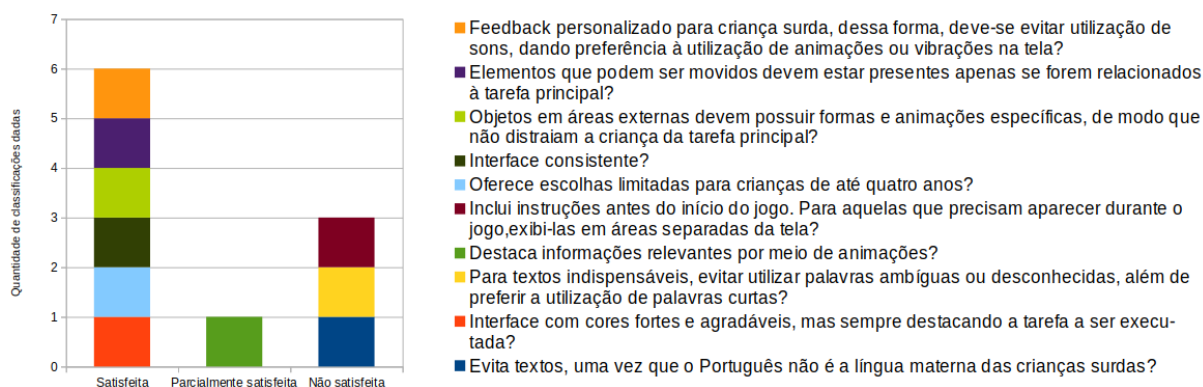 7
6
5
4
3
2
1
0
Quantidade de classificações dadas
Satisfeita
Parcialmente satisfeita
Não satisfeita
Feedback personalizado para criança surda, dessa forma, deve-se evitar utilização de
sons, dando preferência à utilização de animações ou vibrações na tela?
Elementos que podem ser movidos devem estar presentes apenas se forem relacionados
à tarefa principal?
Objetos em áreas externas devem possuir formas e animações específicas, de modo que
não distraiam a criança da tarefa principal?
Interface consistente?
Oferece escolhas limitadas para crianças de até quatro anos?
Inclui instruções antes do início do jogo. Para aquelas que precisam aparecer durante o
jogo,exibi-las em áreas separadas da tela?
Destaca informações relevantes por meio de animações?
Para textos indispensáveis, evitar utilizar palavras ambíguas ou desconhecidas, além de
preferir a utilização de palavras curtas?
Interface com cores fortes e agradáveis, mas sempre destacando a tarefa a ser execu-
tada?
Evita textos, uma vez que o Português não é a língua materna das crianças surdas?